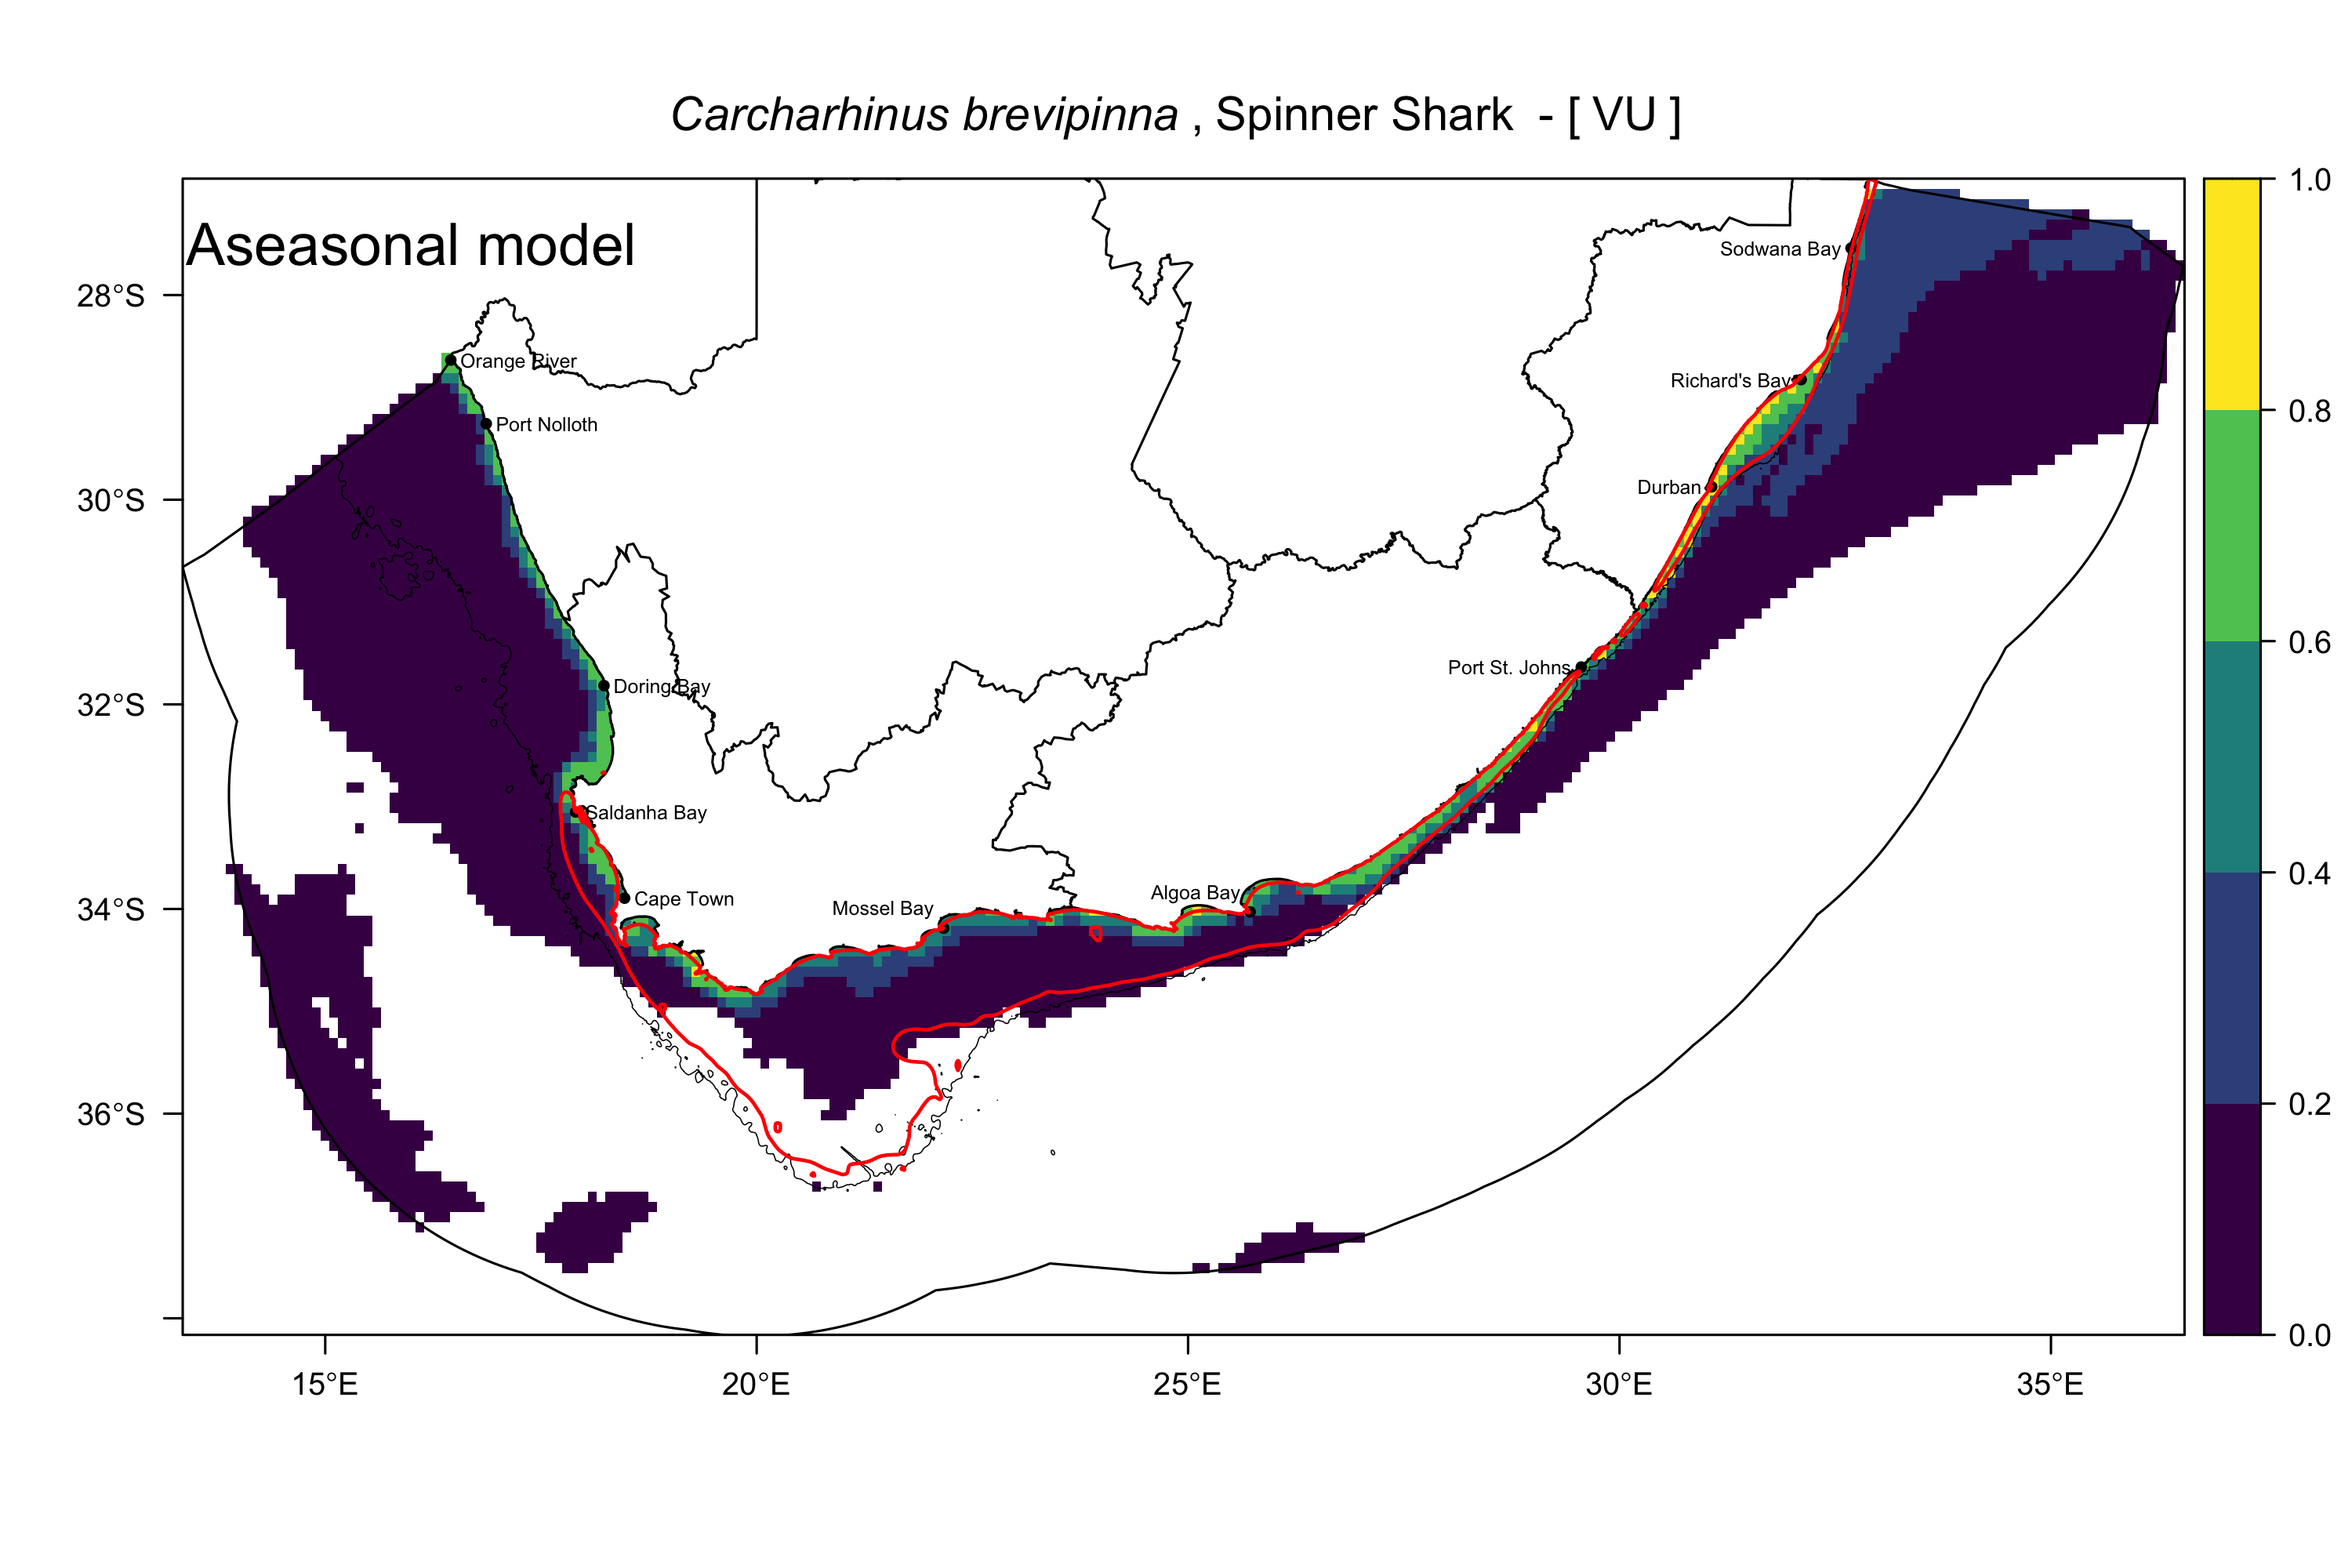 Carcharhinus brevipinna , Spinner Shark - [ VU ]
Aseasonal model
1.0
0.8
0.6
0.4
0.2
0.0
28°S
30°S
32°S
34°S
36°S
15°E
20°E
25°E
30°E
35°E
Sodwana Bay
Orange River
Richard's Bay
Port Nolloth
Durban
Port St. Johns
Doring Bay
Saldanha Bay
Algoa Bay
Cape Town
Mossel Bay